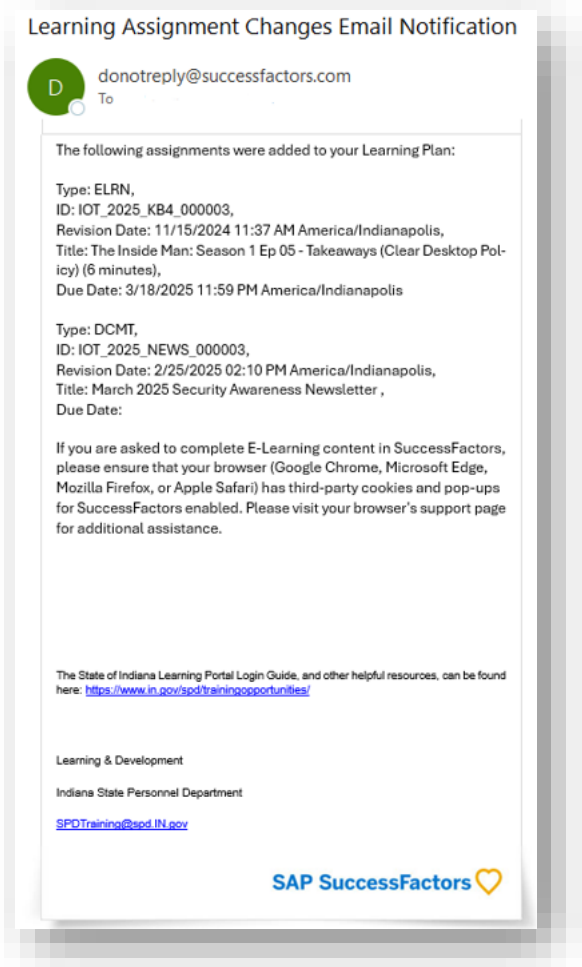 Learning Assignment Changes Email Notification
D
donotreply@successfactors.com
To
The following assignments were added to your Learning Plan:
Type: ELRN,
ID: IOT_2025_KB4_000003,
Revision Date: 11/15/2024 11:37 AM America/Indianapolis,
Title: The Inside Man: Season 1 Ep 05 - Takeaways (Clear Desktop Pol-
icy) (6 minutes),
Due Date: 3/18/2025 11:59 PM America/Indianapolis
Type: DCMT,
ID: IOT_2025_NEWS_000003,
Revision Date: 2/25/2025 02:10 PM America/Indianapolis,
Title: March 2025 Security Awareness Newsletter ,
Due Date:
If you are asked to complete E-Learning content in SuccessFactors,
please ensure that your browser (Google Chrome, Microsoft Edge,
Mozilla Firefox, or Apple Safari) has third-party cookies and pop-ups
for SuccessFactors enabled. Please visit your browser's support page
for additional assistance.
The State of Indiana Learning Portal Login Guide, and other helpful resources, can be found
here: https://www.in.gov/spd/trainingopportunities/
Learning & Development
Indiana State Personnel Department
SPDTraining@spd.IN.gov
SAP SuccessFactors